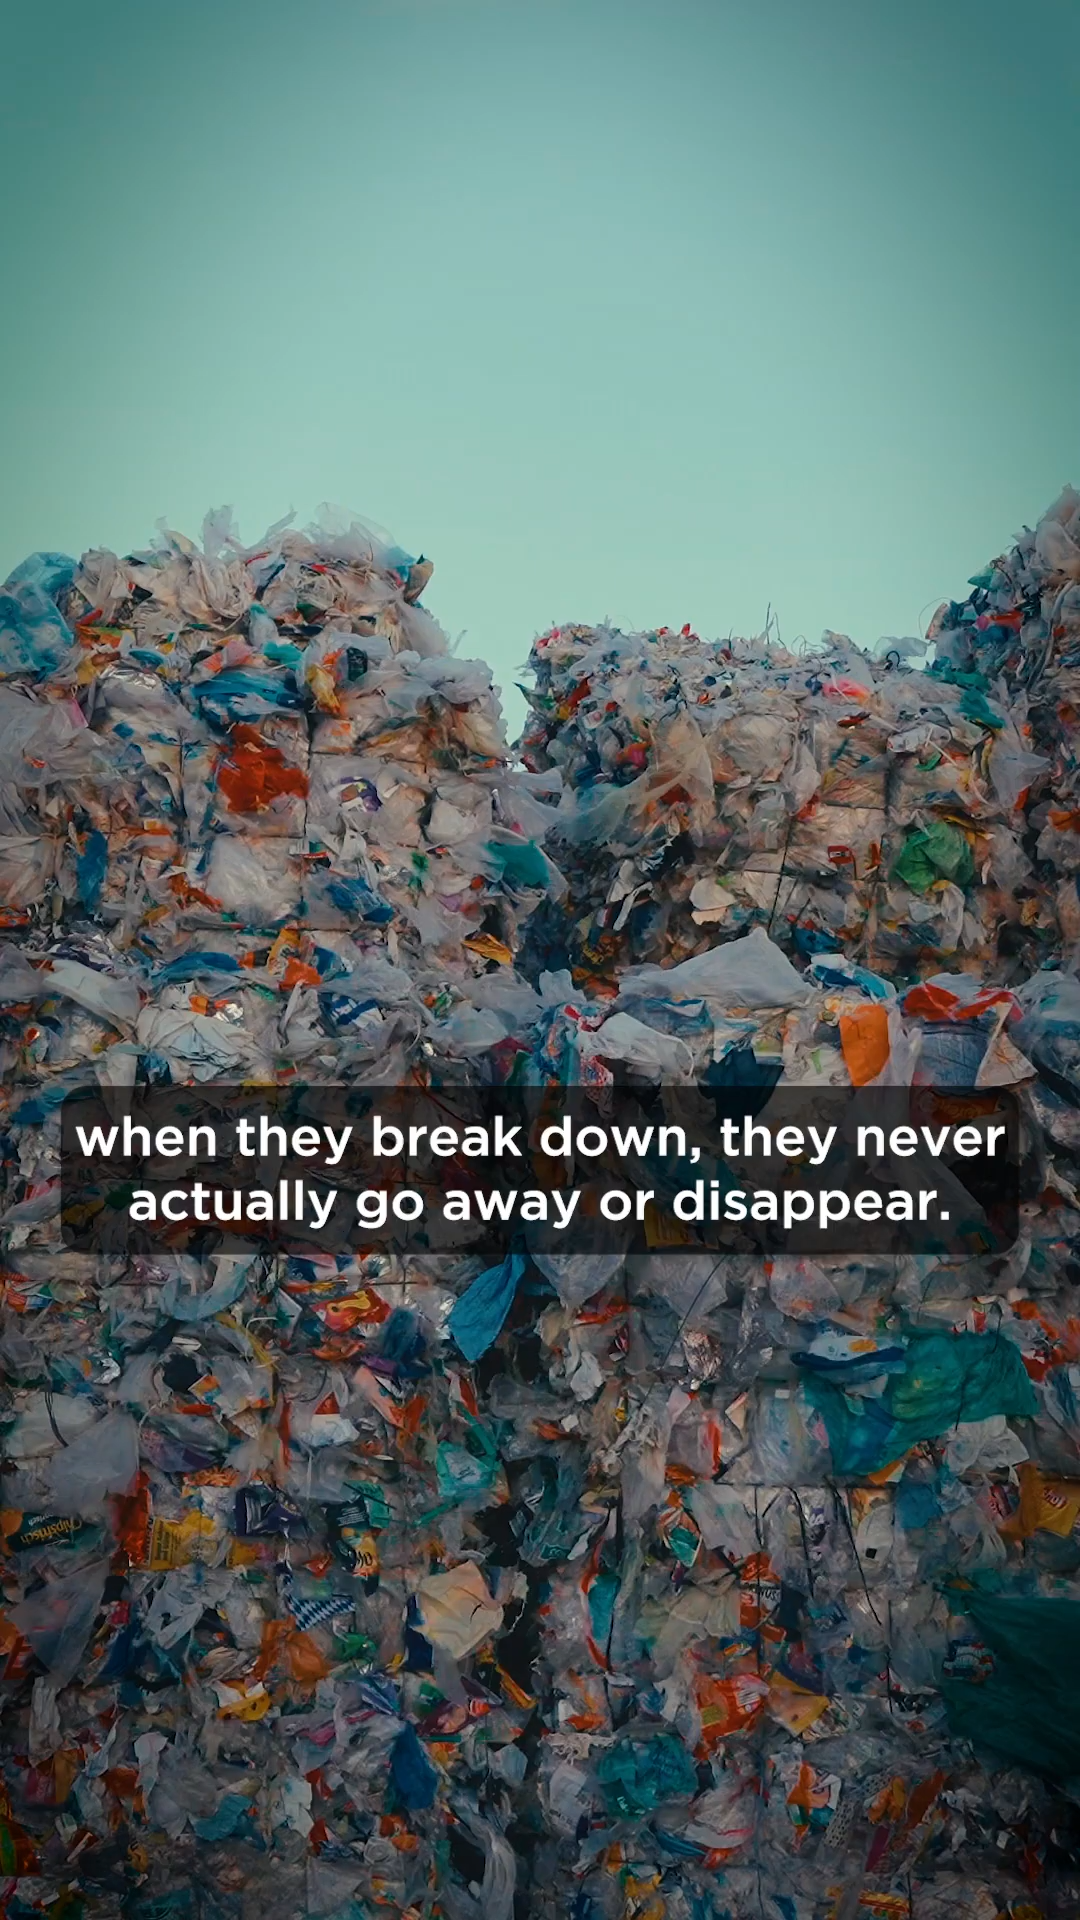 when they break down, they never
actually go away or disappear.